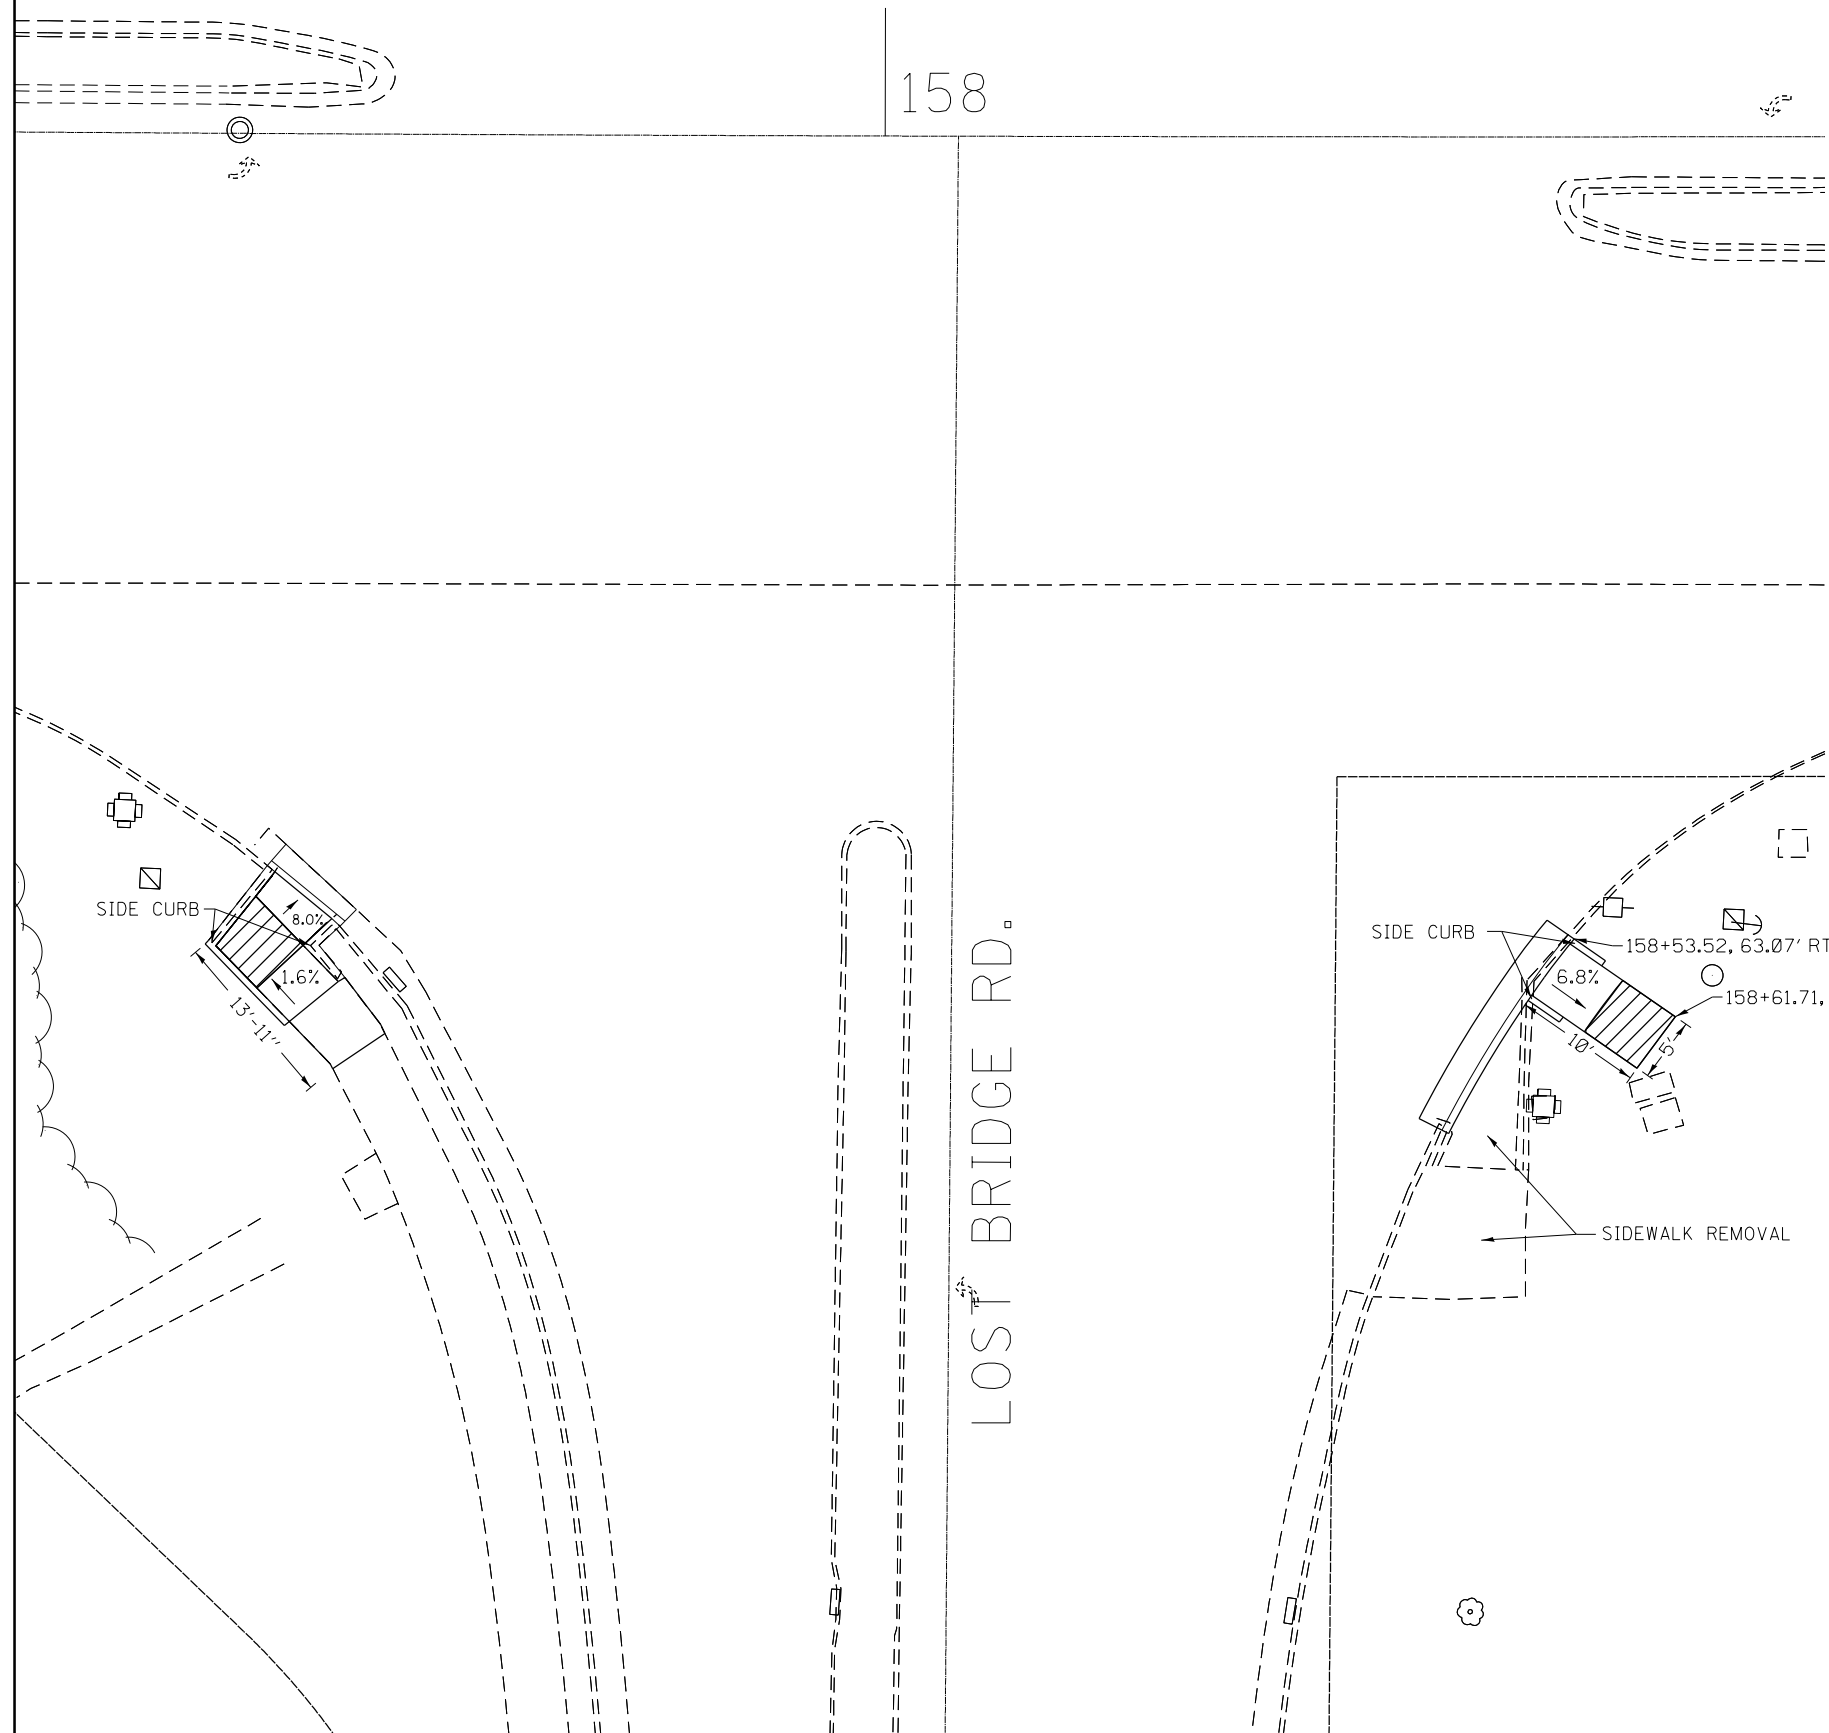 158
SIDE CURB
8.0%
1.6%
13'-11"
LOST BRIDGE RD.
SIDE CURB
158+53.52, 63.07' RT
6.8%
158+61.71,
10'
5'
SIDEWALK REMOVAL